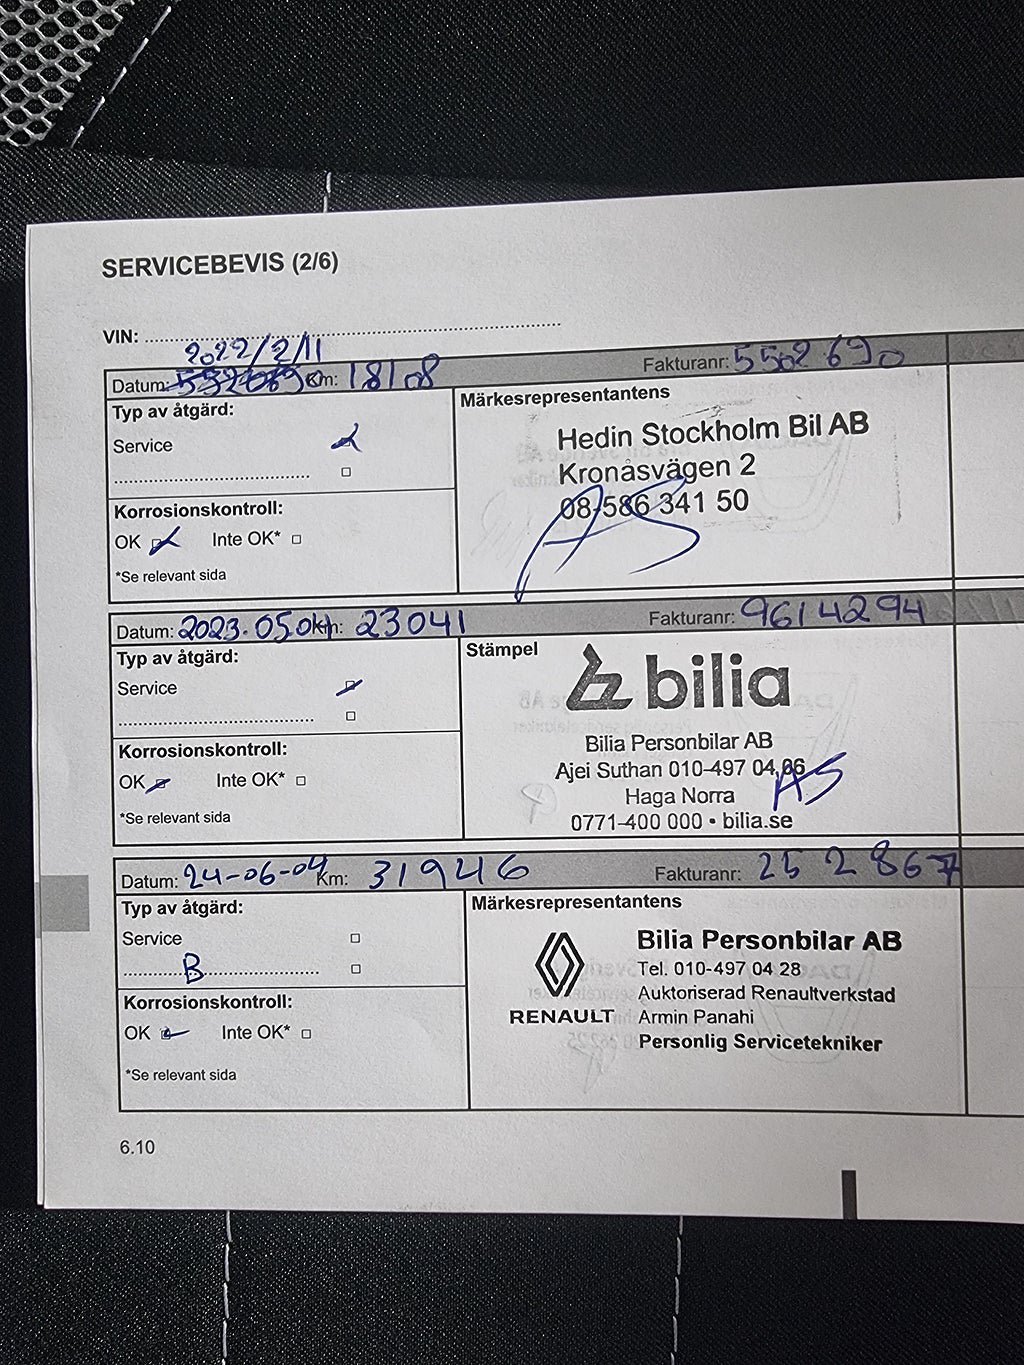 SERVICEBEVIS (2/6)
VIN: ........................................
2022/2/11
Datum: Km: 18108 Fakturanr: 5502690
Typ av åtgärd:
Service
Korrosionskontroll:
OK Inte OK*
*Se relevant sida
Märkesrepresentantens
Hedin Stockholm Bil AB
Kronåsvägen 2
08-586 341 50
AS
Datum: 2023.05.04 Km: 23041 Fakturanr: 9614294
Typ av åtgärd:
Service
Korrosionskontroll:
OK Inte OK*
*Se relevant sida
Stämpel
bilia
Bilia Personbilar AB
Ajei Suthan 010-497 04 06
Haga Norra
0771-400 000 • bilia.se
AS
Datum: 24-06-04 Km: 31946 Fakturanr: 252867
Typ av åtgärd:
Service
B
Korrosionskontroll:
OK Inte OK*
*Se relevant sida
Märkesrepresentantens
RENAULT
Bilia Personbilar AB
Tel. 010-497 04 28
Auktoriserad Renaultverkstad
Armin Panahi
Personlig Servicetekniker
6.10